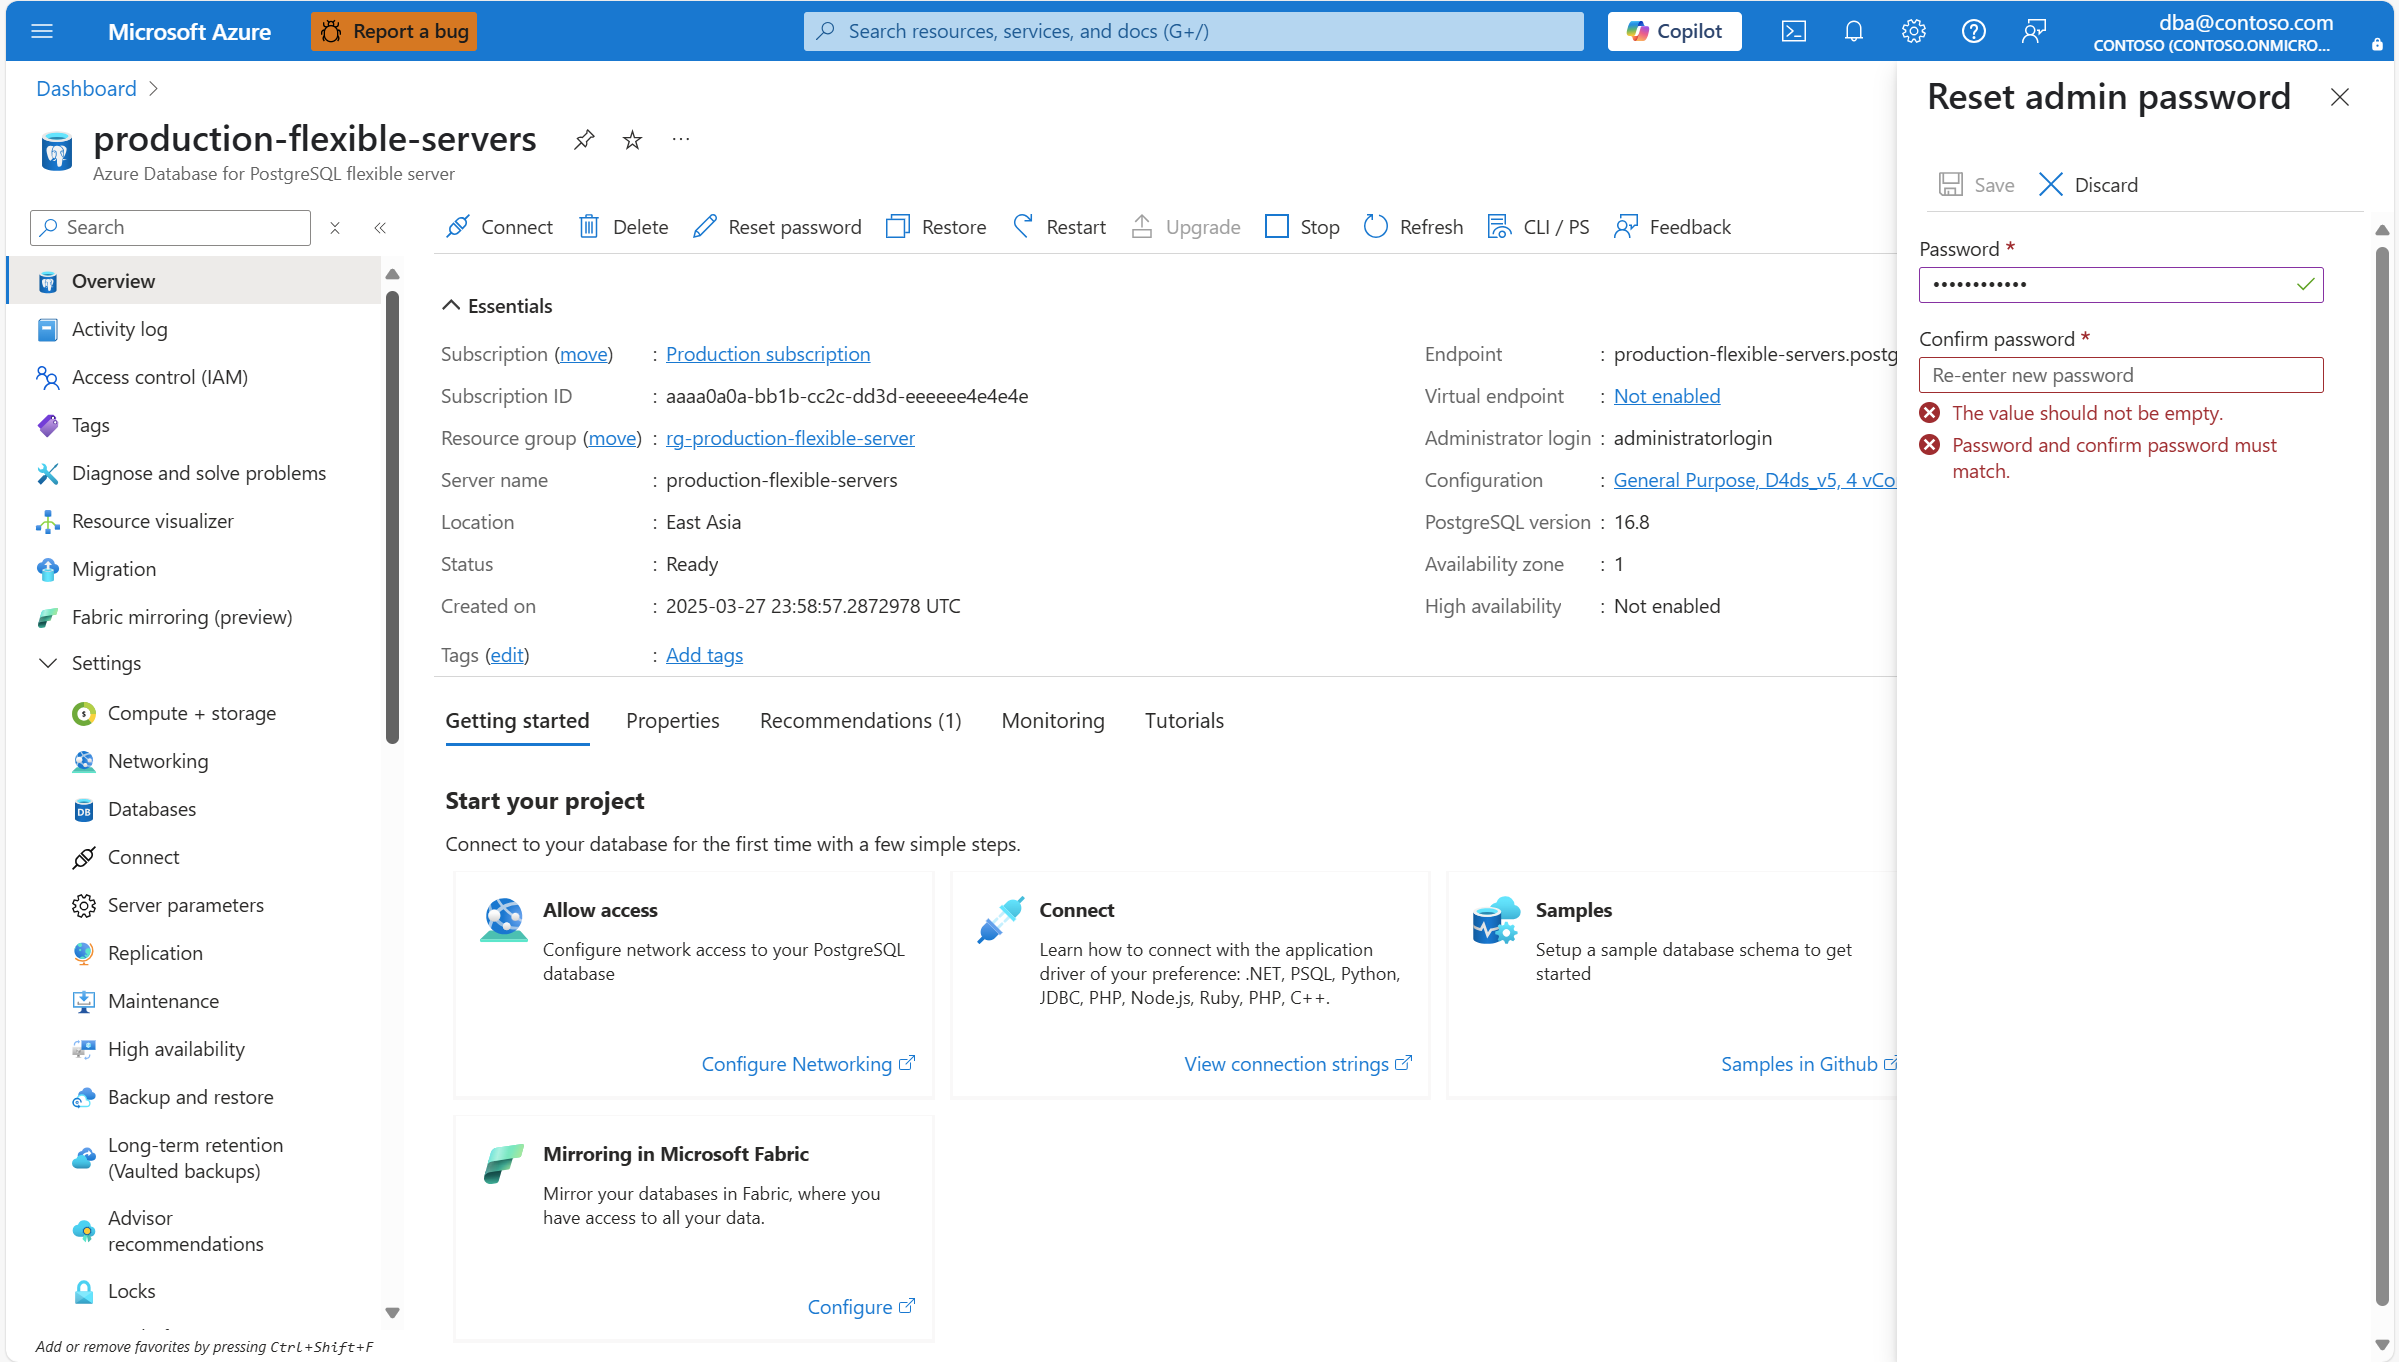 Microsoft Azure
Report a bug
Search resources, services, and docs (G+/)
Copilot
dba@contoso.com
CONTOSO (CONTOSO.ONMICRO...
Dashboard
production-flexible-servers
Azure Database for PostgreSQL flexible server
Search
Connect
Delete
Reset password
Restore
Restart
Upgrade
Stop
Refresh
CLI / PS
Feedback
Overview
Activity log
Access control (IAM)
Tags
Diagnose and solve problems
Resource visualizer
Migration
Fabric mirroring (preview)
Settings
Compute + storage
Networking
Databases
Connect
Server parameters
Replication
Maintenance
High availability
Backup and restore
Long-term retention
(Vaulted backups)
Advisor
recommendations
Locks
Add or remove favorites by pressing Ctrl+Shift+F
Essentials
Subscription (move) : Production subscription
Subscription ID : aaaa0a0a-bb1b-cc2c-dd3d-eeeeee4e4e4e
Resource group (move) : rg-production-flexible-server
Server name : production-flexible-servers
Location : East Asia
Status : Ready
Created on : 2025-03-27 23:58:57.2872978 UTC
Tags (edit) : Add tags
Endpoint : production-flexible-servers.postg
Virtual endpoint : Not enabled
Administrator login : administratorlogin
Configuration : General Purpose, D4ds_v5, 4 vCo
PostgreSQL version : 16.8
Availability zone : 1
High availability : Not enabled
Getting started
Properties
Recommendations (1)
Monitoring
Tutorials
Start your project
Connect to your database for the first time with a few simple steps.
Allow access
Configure network access to your PostgreSQL
database
Configure Networking
Connect
Learn how to connect with the application
driver of your preference: .NET, PSQL, Python,
JDBC, PHP, Node.js, Ruby, PHP, C++.
View connection strings
Samples
Setup a sample database schema to get
started
Samples in Github
Mirroring in Microsoft Fabric
Mirror your databases in Fabric, where you
have access to all your data.
Configure
Reset admin password
Save
Discard
Password *
••••••••••••
Confirm password *
Re-enter new password
The value should not be empty.
Password and confirm password must
match.